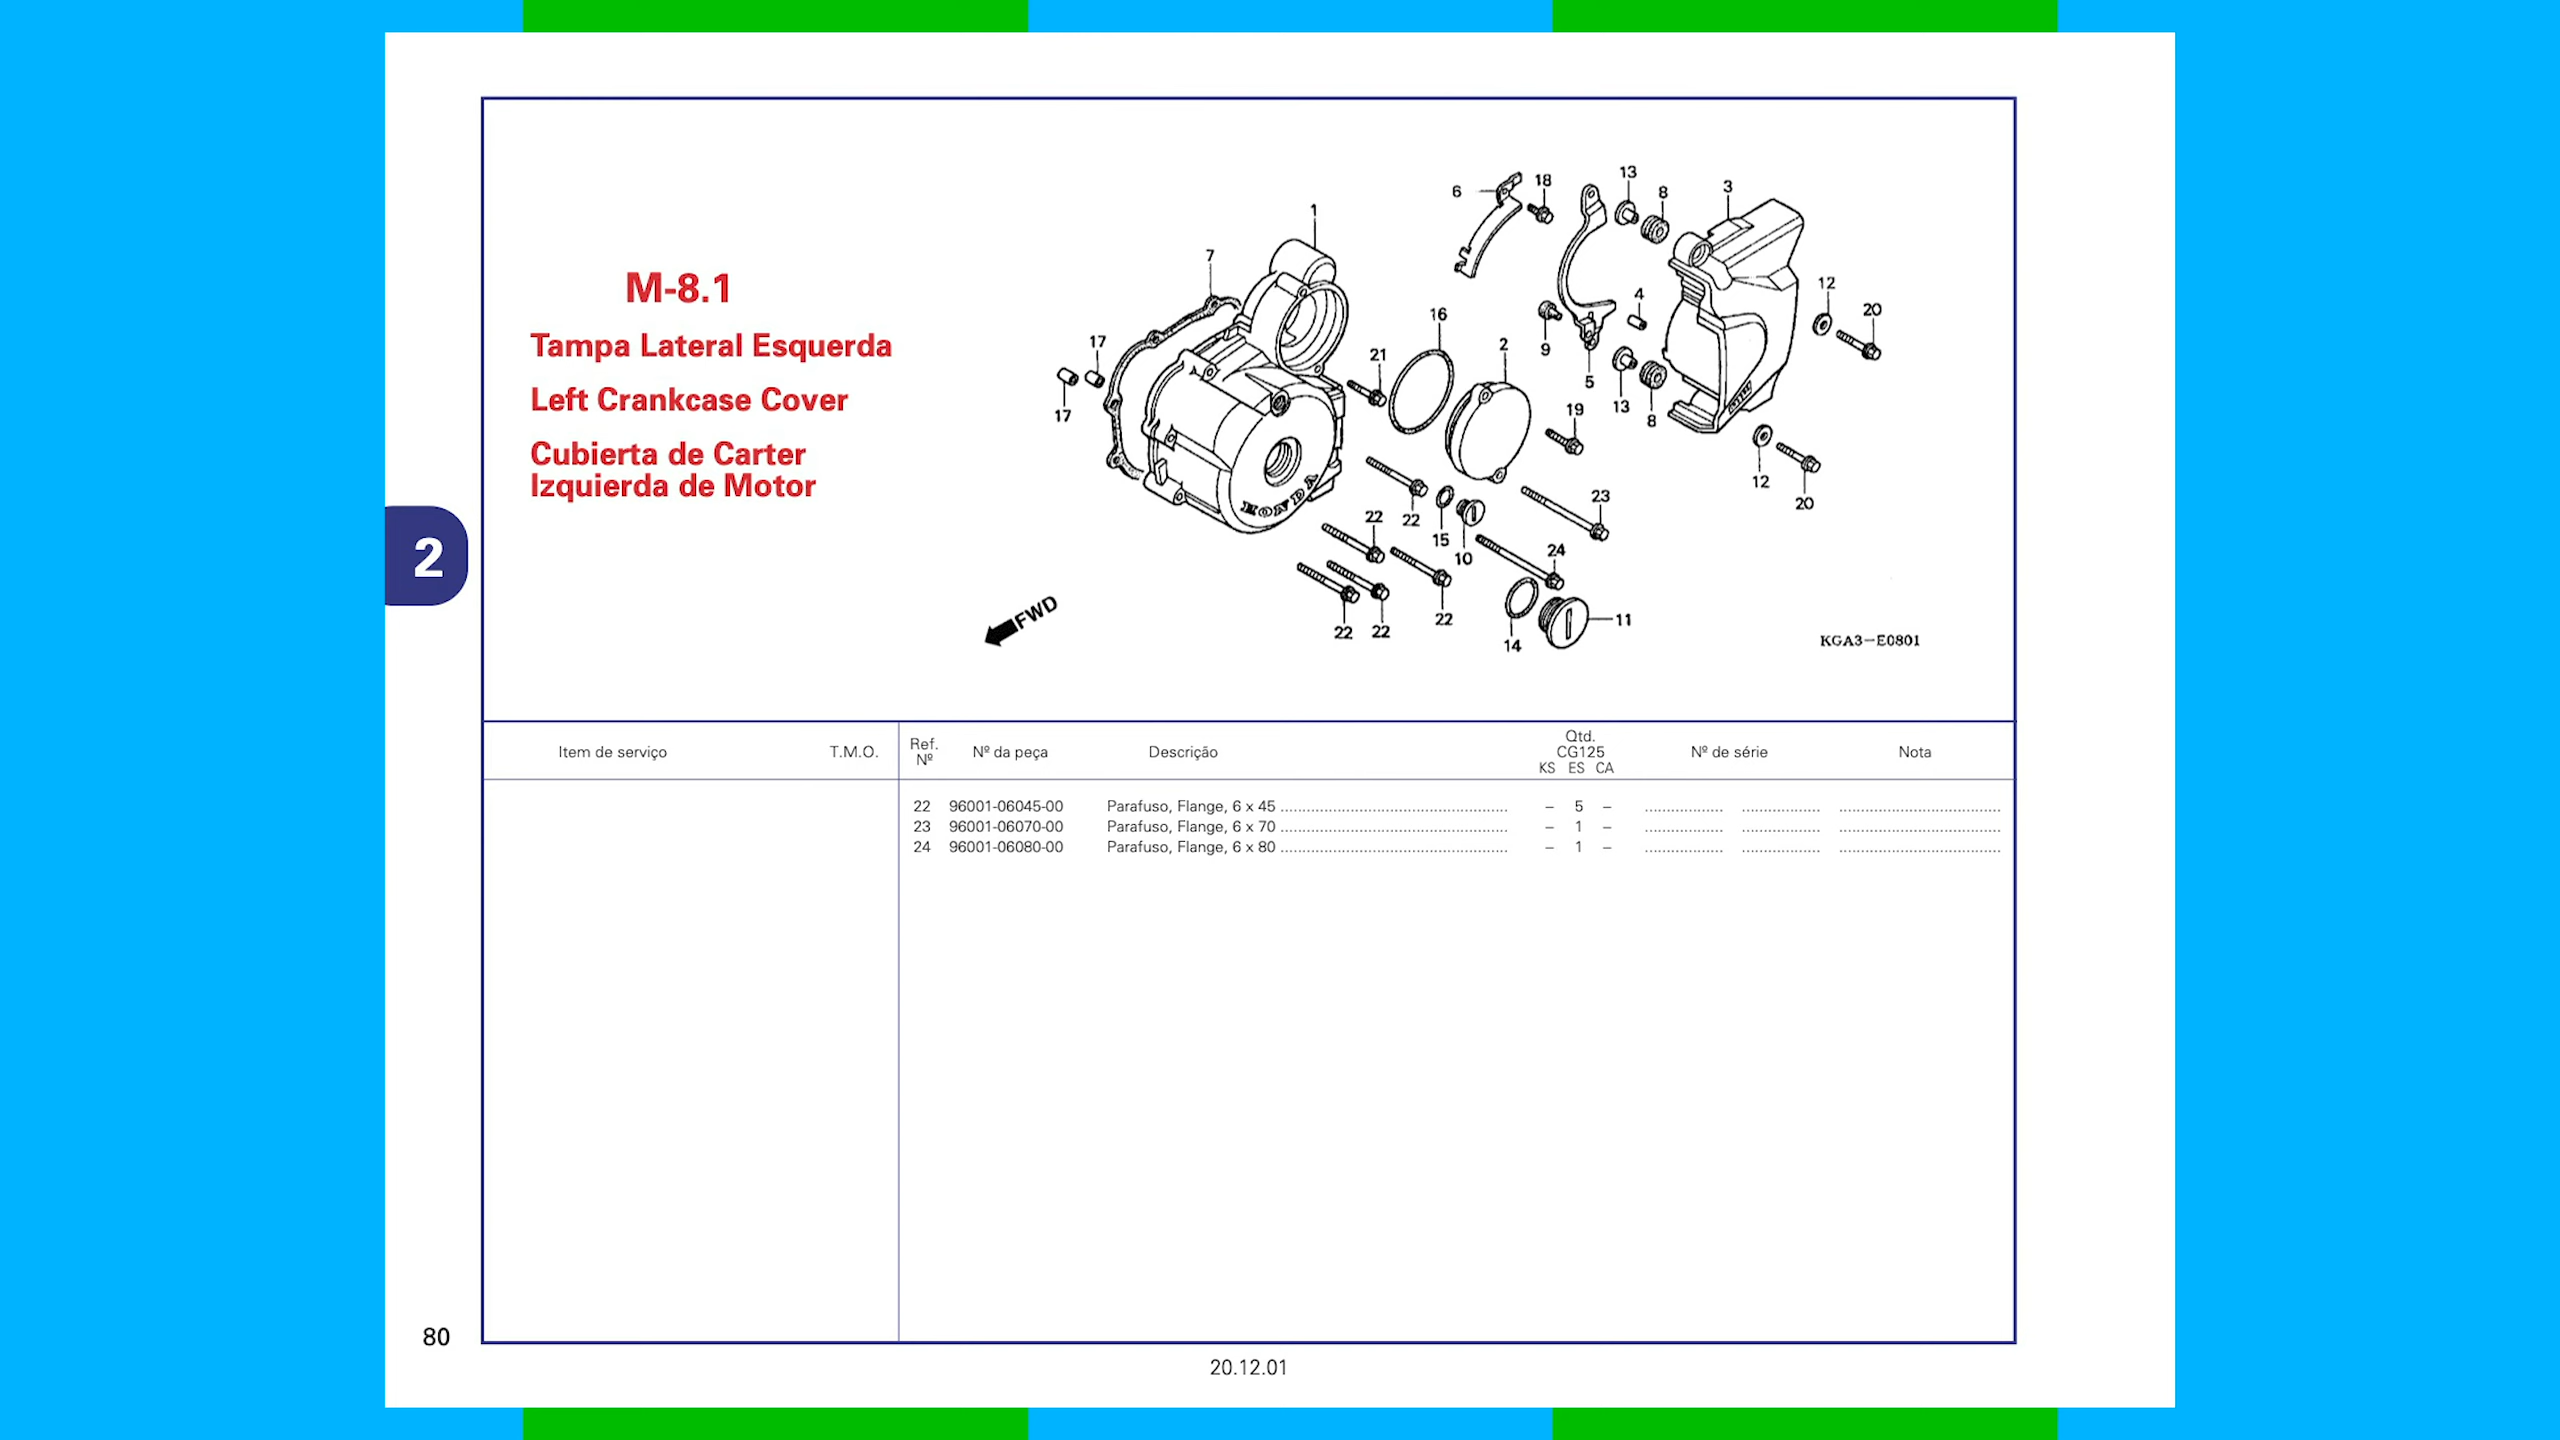 M-8.1
Tampa Lateral Esquerda
Left Crankcase Cover
Cubierta de Carter
Izquierda de Motor
2
6 18 13 8 3
1
7
12
4 20
16
17 9 2
21 5
17 13 19 8
12
23 20
22 22
15
24
10
22 11
22 22 14
HONDA
FWD
KGA3-E0801
Item de serviço T.M.O. Ref. Nº Nº da peça Descrição Qtd. CG125 KS ES CA Nº de série Nota
22 96001-06045-00 Parafuso, Flange, 6 x 45 – 5 –
23 96001-06070-00 Parafuso, Flange, 6 x 70 – 1 –
24 96001-06080-00 Parafuso, Flange, 6 x 80 – 1 –
80
20.12.01